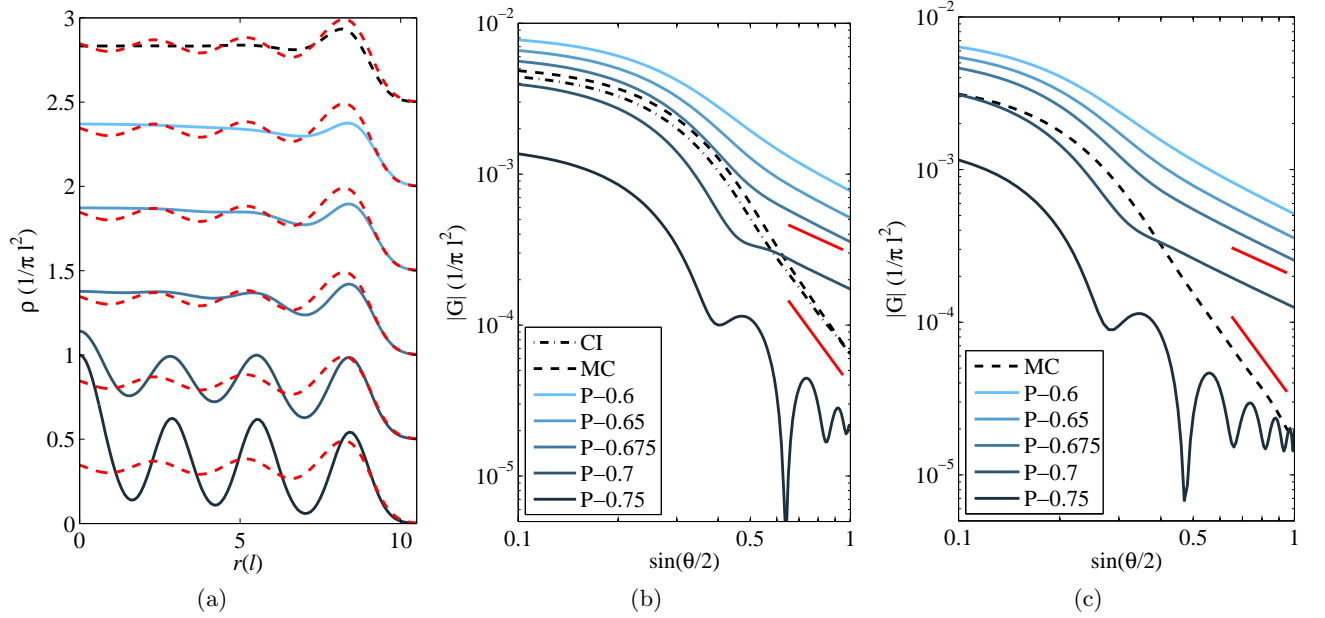 3
2.5
2
1.5
1
0.5
0
0
5
10
ρ (1/π l²)
r(l)
(a)
10⁻²
10⁻³
10⁻⁴
10⁻⁵
0.1
0.5
1
|G| (1/π l²)
sin(θ/2)
CI
MC
P−0.6
P−0.65
P−0.675
P−0.7
P−0.75
(b)
10⁻²
10⁻³
10⁻⁴
10⁻⁵
0.1
0.5
1
|G| (1/π l²)
sin(θ/2)
MC
P−0.6
P−0.65
P−0.675
P−0.7
P−0.75
(c)